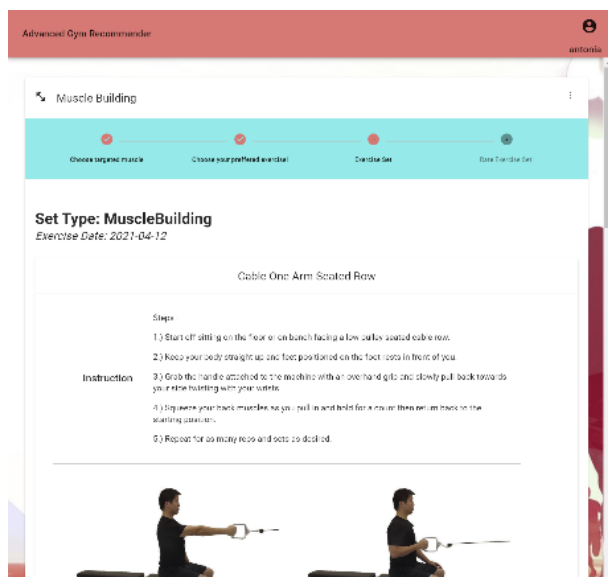 Advanced Gym Recommender
antonia
Muscle Building
Choose targeted muscle
Choose your preffered exercise!
Exercise Set
Rate Exercise Set
Set Type: MuscleBuilding
Exercise Date: 2021-04-12
Cable One Arm Seated Row
Steps
1.) Start off sitting on the floor or on bench facing a low pulley seated cable row.
2.) Keep your body straight up and feet positioned on the foot rests in front of you.
Instruction
3.) Grab the handle attached to the machine with an overhand grip and slowly pull back towards
your side twisting with your wrists.
4.) Squeeze your back muscles as you pull in and hold for a count then return back to the
starting position.
5.) Repeat for as many reps and sets as desired.